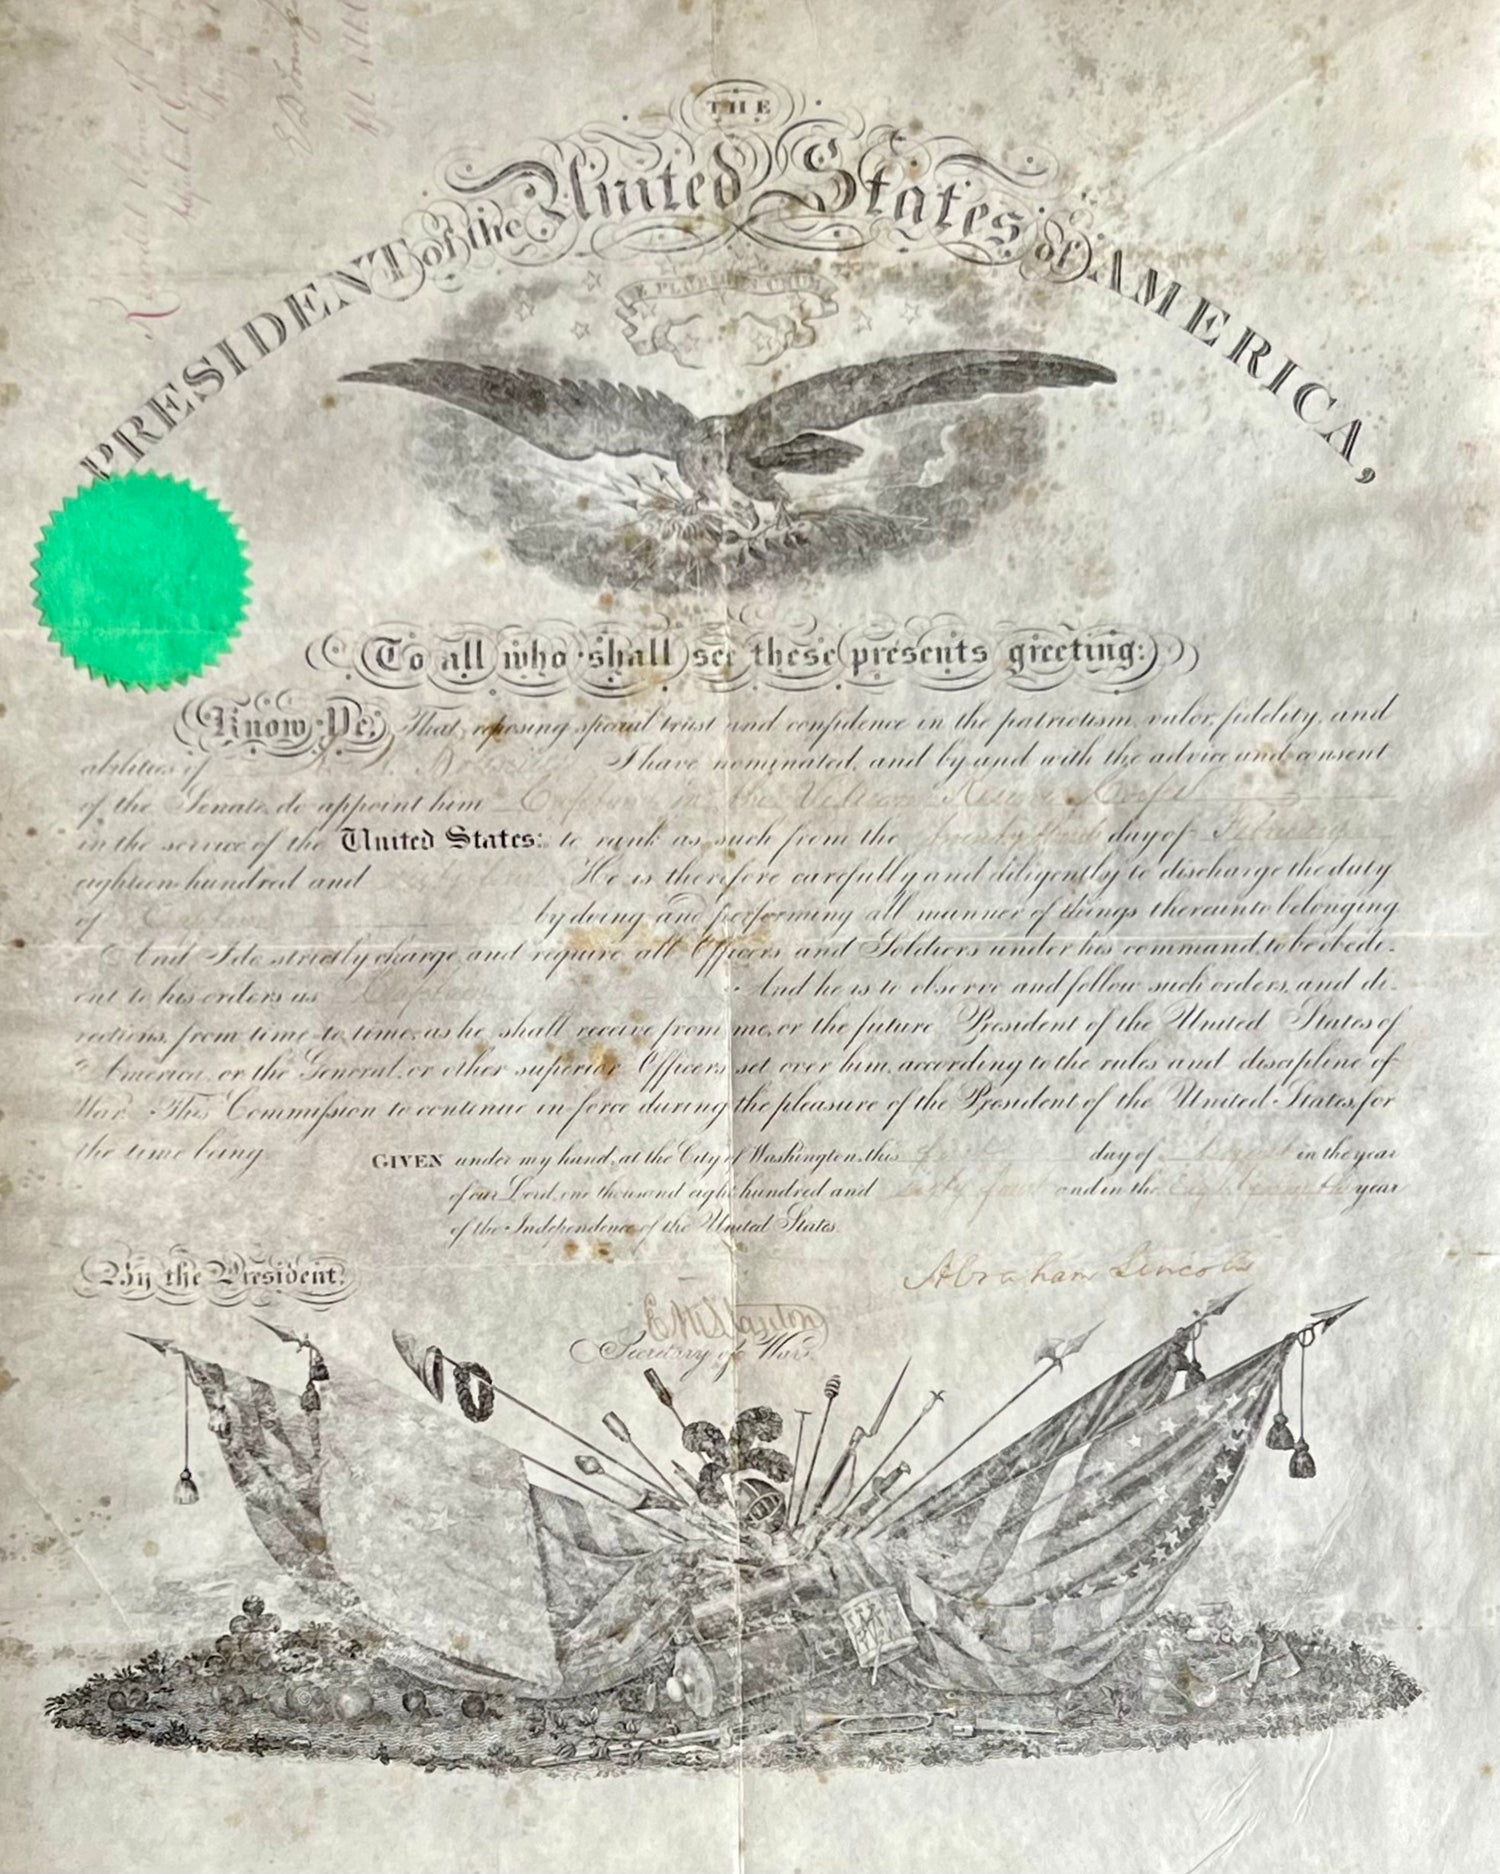 THE
PRESIDENT of the United States of AMERICA,
E PLURIBUS UNUM
To all who shall see these presents greeting:
Know Ye, That reposing special trust and confidence in the patriotism, valor, fidelity, and
abilities of I have nominated, and by and with the advice and consent
of the Senate, do appoint him Captain in the Veteran Reserve Corps
in the service of the United States: to rank as such from the day of February
eighteen hundred and sixty four He is therefore carefully and diligently to discharge the duty
of Captain by doing and performing all manner of things thereunto belonging
And I do strictly charge, and require all Officers and Soldiers under his command, to be obedi-
ent to his orders as Captain And he is to observe and follow such orders, and di-
rections, from time to time, as he shall receive from me, or the future President of the United States of
America, or the General, or other superior Officers set over him, according to the rules and discipline of
War. This Commission to continue in force during the pleasure of the President of the United States, for
the time being.
GIVEN under my hand, at the City of Washington, this day of August in the year
of our Lord, one thousand eight hundred and sixty four and in the Eighty ninth year
of the Independence of the United States.
By the President,
Abraham Lincoln
E M Stanton
Secretary of War.